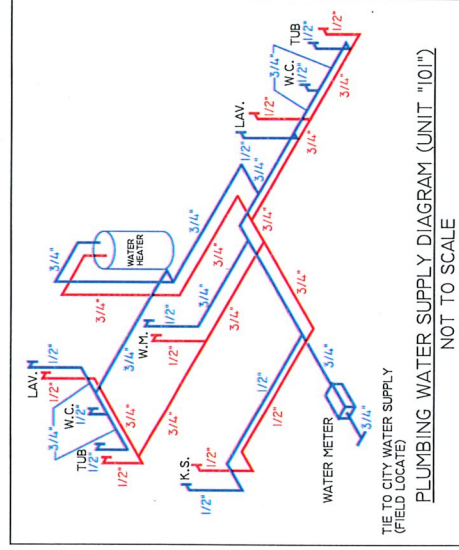 LAV.
1/2"
1/2"
3/4"
W.C.
1/2"
TUB
1/2"
1/2"
3/4"
3/4"
3/4"
3/4"
3/4"
WATER
HEATER
3/4"
3/4"
W.M.
1/2"
1/2"
3/4"
3/4"
3/4"
3/4"
K.S.
1/2"
1/2"
1/2"
1/2"
1/2"
3/4"
3/4"
LAV.
1/2"
3/4"
W.C.
1/2"
TUB
1/2"
1/2"
3/4"
3/4"
3/4"
WATER METER
3/4"
3/4"
TIE TO CITY WATER SUPPLY
(FIELD LOCATE)
PLUMBING WATER SUPPLY DIAGRAM (UNIT "101")
NOT TO SCALE